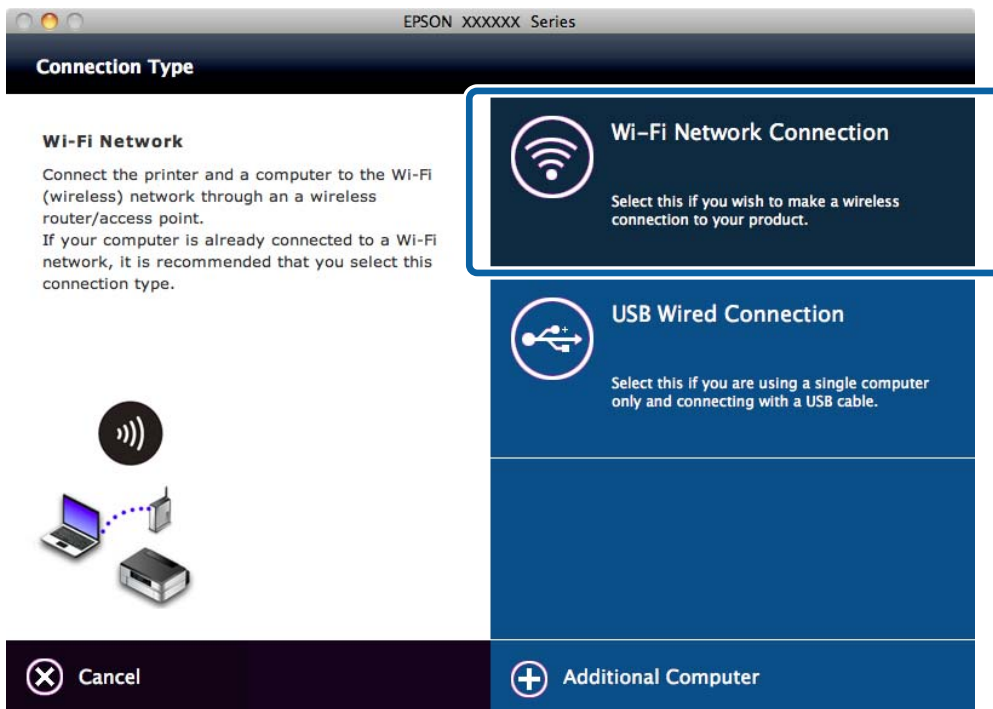 EPSON XXXXXX Series
Connection Type
Wi-Fi Network
Connect the printer and a computer to the Wi-Fi
(wireless) network through an a wireless
router/access point.
If your computer is already connected to a Wi-Fi
network, it is recommended that you select this
connection type.
Wi-Fi Network Connection
Select this if you wish to make a wireless
connection to your product.
USB Wired Connection
Select this if you are using a single computer
only and connecting with a USB cable.
Cancel
Additional Computer